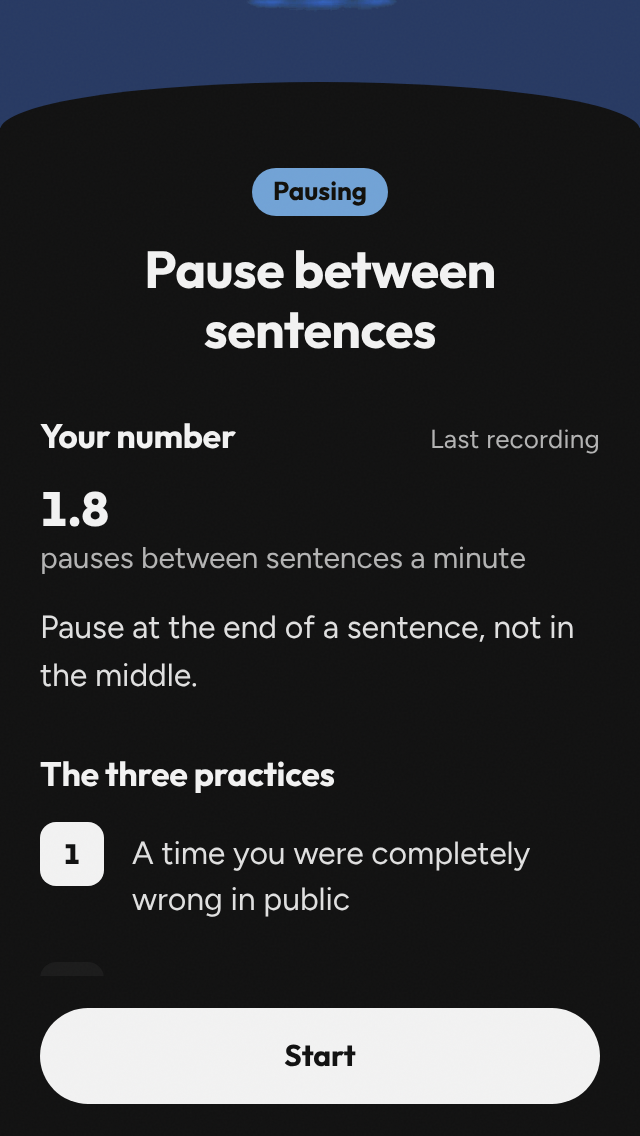 Pausing
Pause between
sentences
Your number
Last recording
1.8
pauses between sentences a minute
Pause at the end of a sentence, not in
the middle.
The three practices
1
A time you were completely
wrong in public
Start